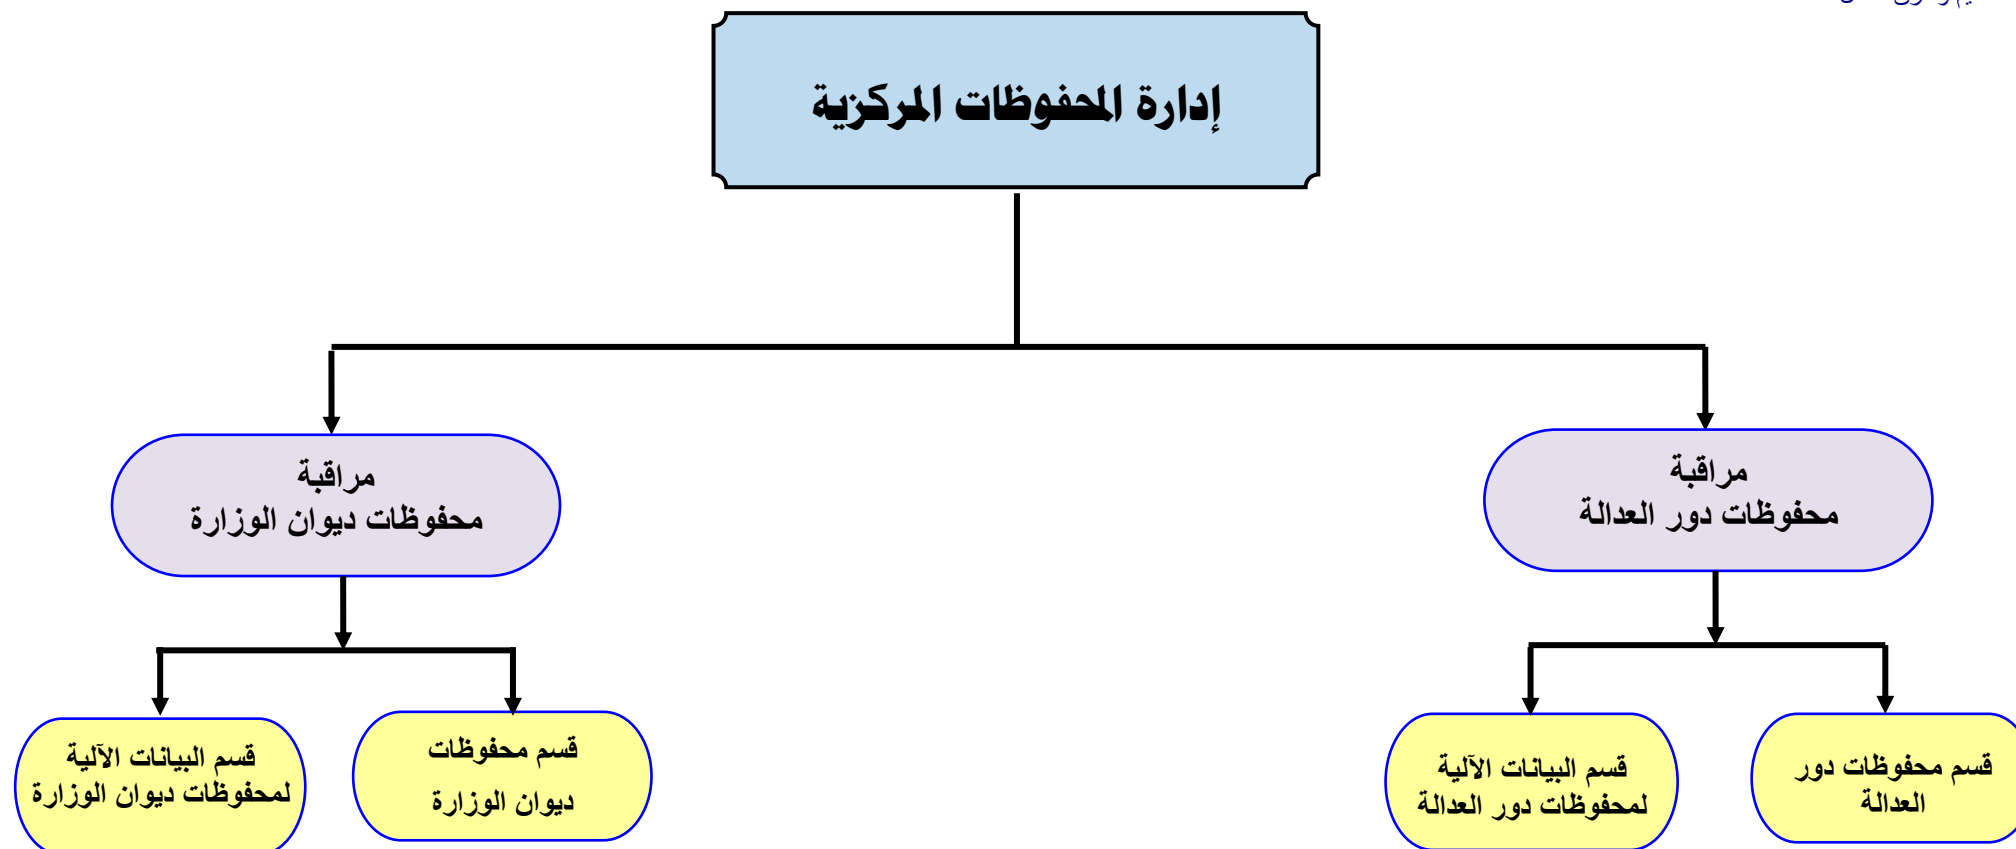 إدارة المحفوظات المركزية
مراقبة
محفوظات دور العدالة
مراقبة
محفوظات ديوان الوزارة
قسم محفوظات دور
العدالة
قسم البيانات الآلية
لمحفوظات دور العدالة
قسم محفوظات
ديوان الوزارة
قسم البيانات الآلية
لمحفوظات ديوان الوزارة